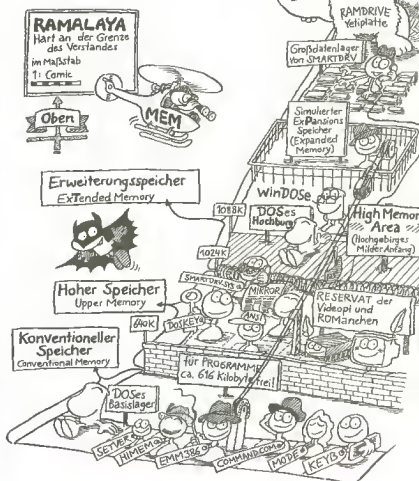 RAMALAYA
Hart an der Grenze
des Verstandes
im Maßstab
1: Comic
Oben
MEM
RAMDRIVE
Yetiplatte
Großdatenlager
von SMARTDRV
Simulierter
ExPansions
Speicher
(Expanded
Memory)
Erweiterungsspeicher
ExTended Memory
WinDOSe
1088K
DOSes
Hochburg
High Memor
Area
(Hochgebirges
Milder Anfang)
1024K
Hoher Speicher
Upper Memory
SMARTDRV.SYS
MIRROR
DOSKEY
ANSI
RESERVAT der
Videopi und
ROManchen
640K
Konventioneller
Speicher
Conventional Memory
für PROGRAMME
ca. 616 Kilobyte frei!
DOSes
Basislager
SETVER
HIMEM
EMM386
COMMAND.COM
MODE
KEYB